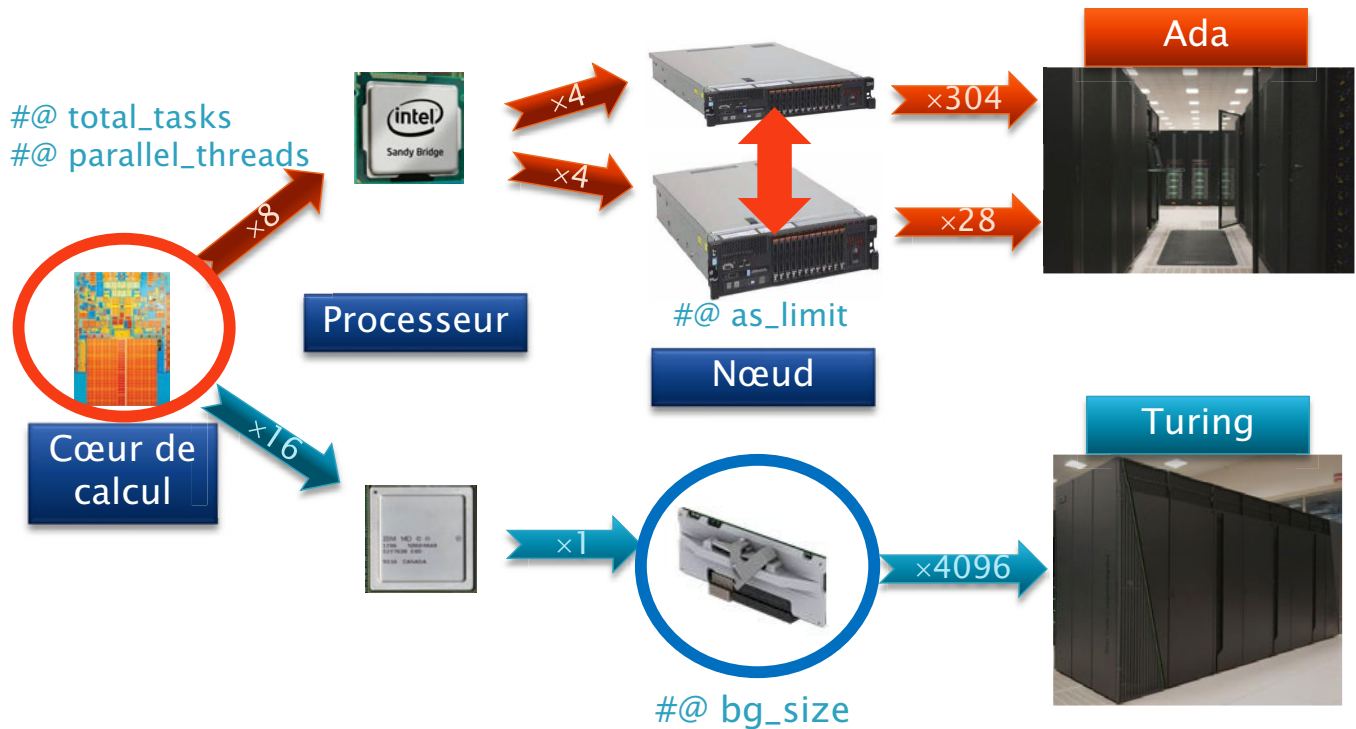 Ada
#@ total_tasks
#@ parallel_threads
intel
Sandy Bridge
×4
×4
×304
×28
×8
Processeur
#@ as_limit
Nœud
Cœur de
calcul
×16
×1
×4096
Turing
#@ bg_size